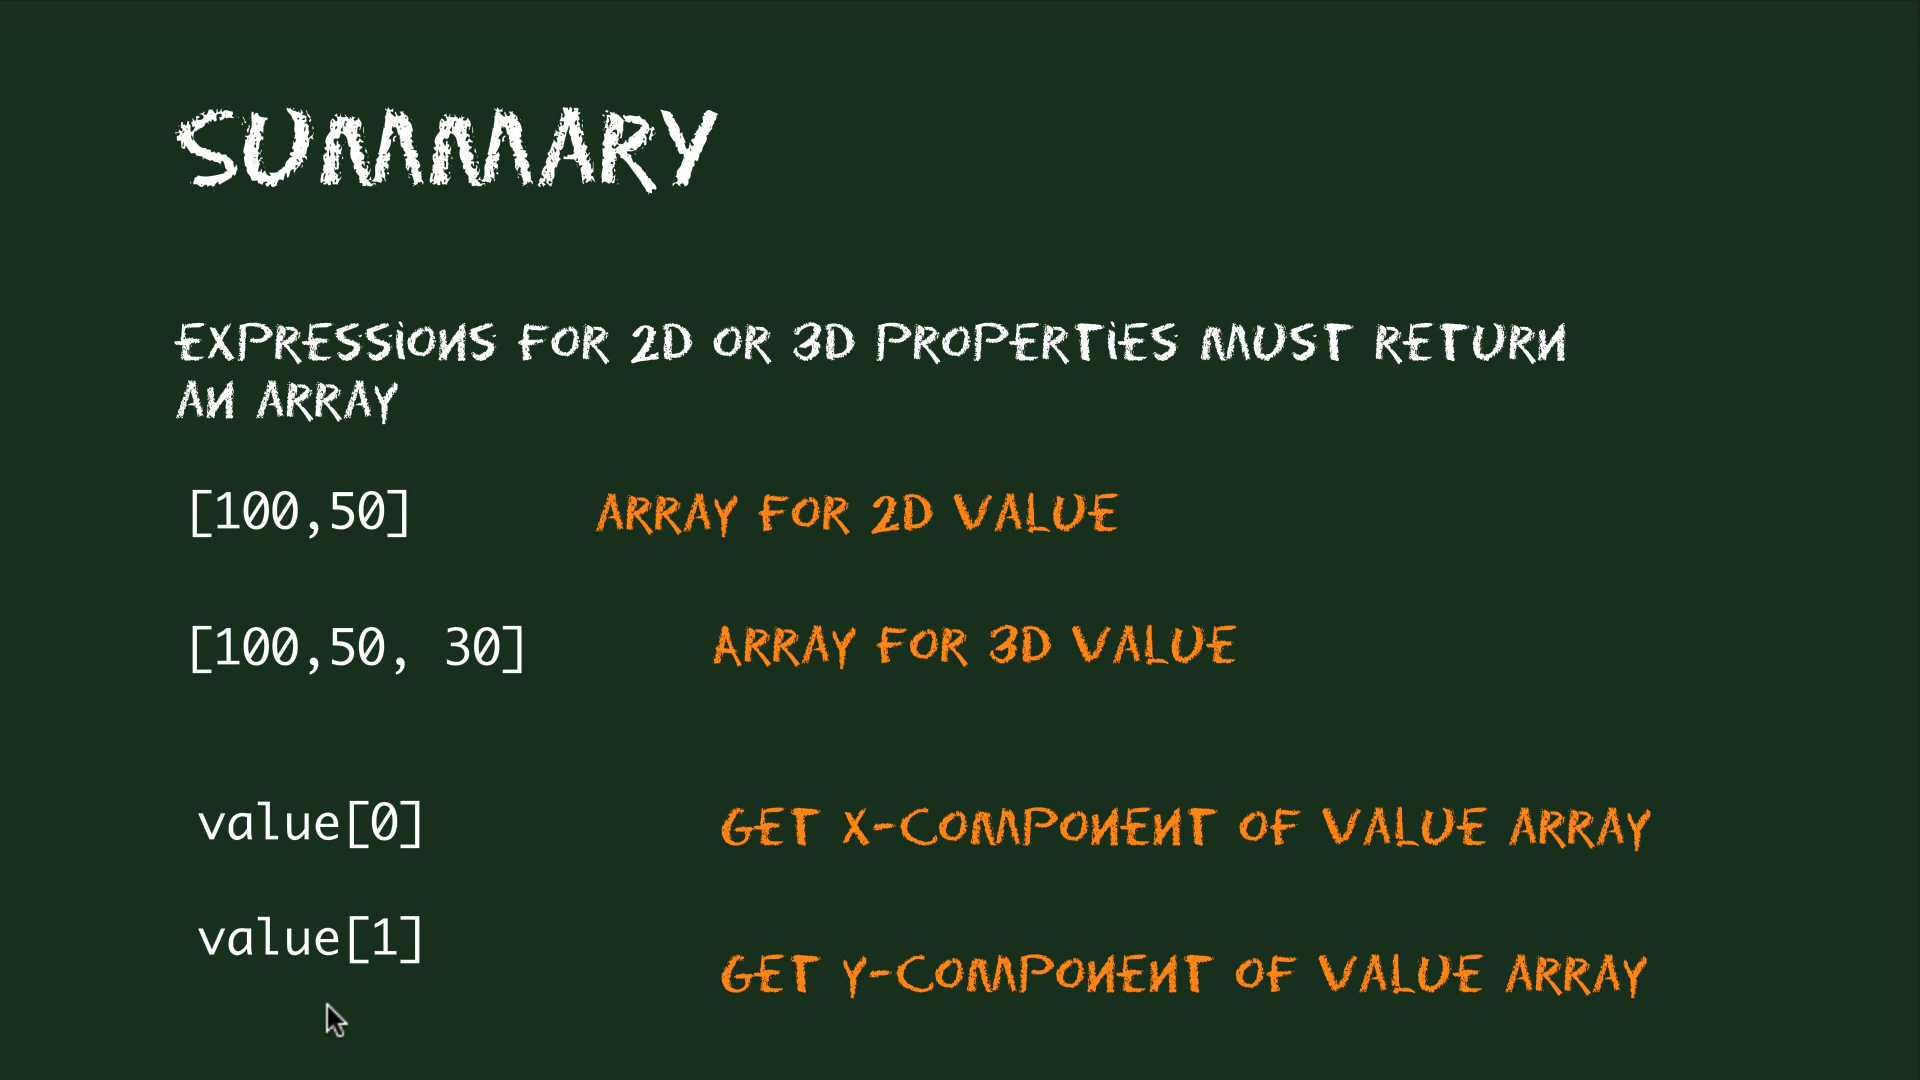 SUMMARY
EXPRESSIONS FOR 2D OR 3D PROPERTIES MUST RETURN
AN ARRAY
[100,50] ARRAY FOR 2D VALUE
[100,50, 30] ARRAY FOR 3D VALUE
value[0] GET X-COMPONENT OF VALUE ARRAY
value[1] GET Y-COMPONENT OF VALUE ARRAY